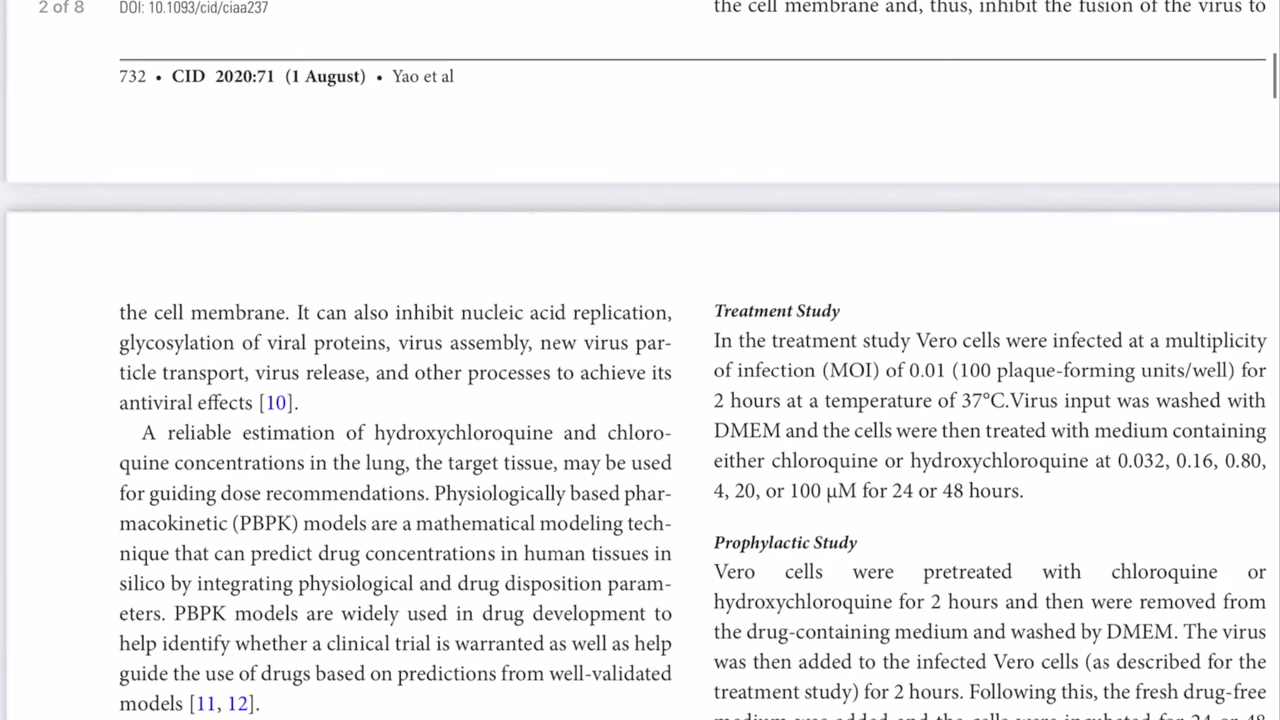 the cell membrane and, thus, inhibit the fusion of the virus to
2 of 8
DOI: 10.1093/cid/ciaa237
732 • CID 2020:71 (1 August) • Yao et al
the cell membrane. It can also inhibit nucleic acid replication,
glycosylation of viral proteins, virus assembly, new virus par-
ticle transport, virus release, and other processes to achieve its
antiviral effects [10].
A reliable estimation of hydroxychloroquine and chloro-
quine concentrations in the lung, the target tissue, may be used
for guiding dose recommendations. Physiologically based phar-
macokinetic (PBPK) models are a mathematical modeling tech-
nique that can predict drug concentrations in human tissues in
silico by integrating physiological and drug disposition param-
eters. PBPK models are widely used in drug development to
help identify whether a clinical trial is warranted as well as help
guide the use of drugs based on predictions from well-validated
models [11, 12].
Treatment Study
In the treatment study Vero cells were infected at a multiplicity
of infection (MOI) of 0.01 (100 plaque-forming units/well) for
2 hours at a temperature of 37°C.Virus input was washed with
DMEM and the cells were then treated with medium containing
either chloroquine or hydroxychloroquine at 0.032, 0.16, 0.80,
4, 20, or 100 μM for 24 or 48 hours.
Prophylactic Study
Vero cells were pretreated with chloroquine or
hydroxychloroquine for 2 hours and then were removed from
the drug-containing medium and washed by DMEM. The virus
was then added to the infected Vero cells (as described for the
treatment study) for 2 hours. Following this, the fresh drug-free
medium was added and the cells were incubated for 24 or 48